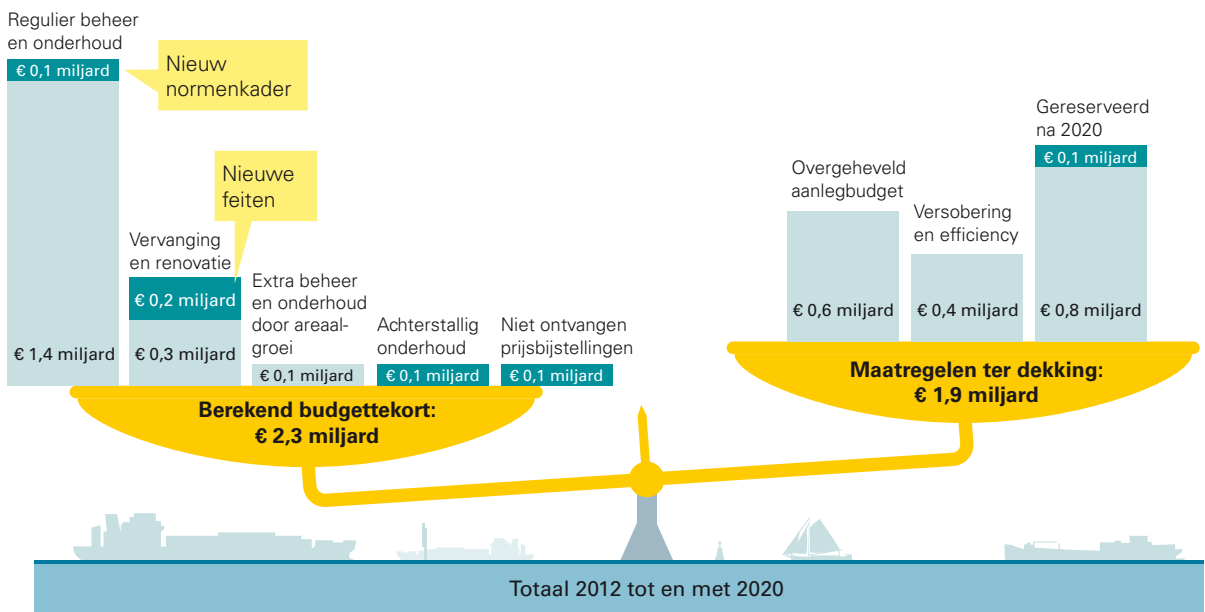 Regulier beheer
en onderhoud
€ 0,1 miljard
€ 1,4 miljard
Nieuw
normenkader
Nieuwe
feiten
Vervanging
en renovatie
€ 0,2 miljard
€ 0,3 miljard
Extra beheer
en onderhoud
door areaal-
groei
€ 0,1 miljard
Achterstallig
onderhoud
€ 0,1 miljard
Niet ontvangen
prijsbijstellingen
€ 0,1 miljard
Berekend budgettekort:
€ 2,3 miljard
Overgeheveld
aanlegbudget
€ 0,6 miljard
Versobering
en efficiency
€ 0,4 miljard
Gereserveerd
na 2020
€ 0,1 miljard
€ 0,8 miljard
Maatregelen ter dekking:
€ 1,9 miljard
Totaal 2012 tot en met 2020